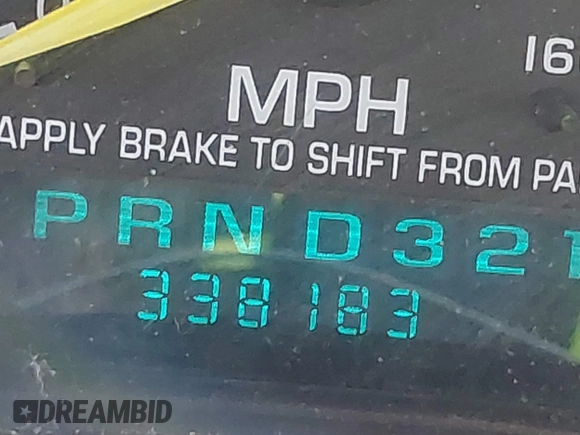 16
MPH
APPLY BRAKE TO SHIFT FROM PA
P R N D 3 2 1
338183
DREAMBID